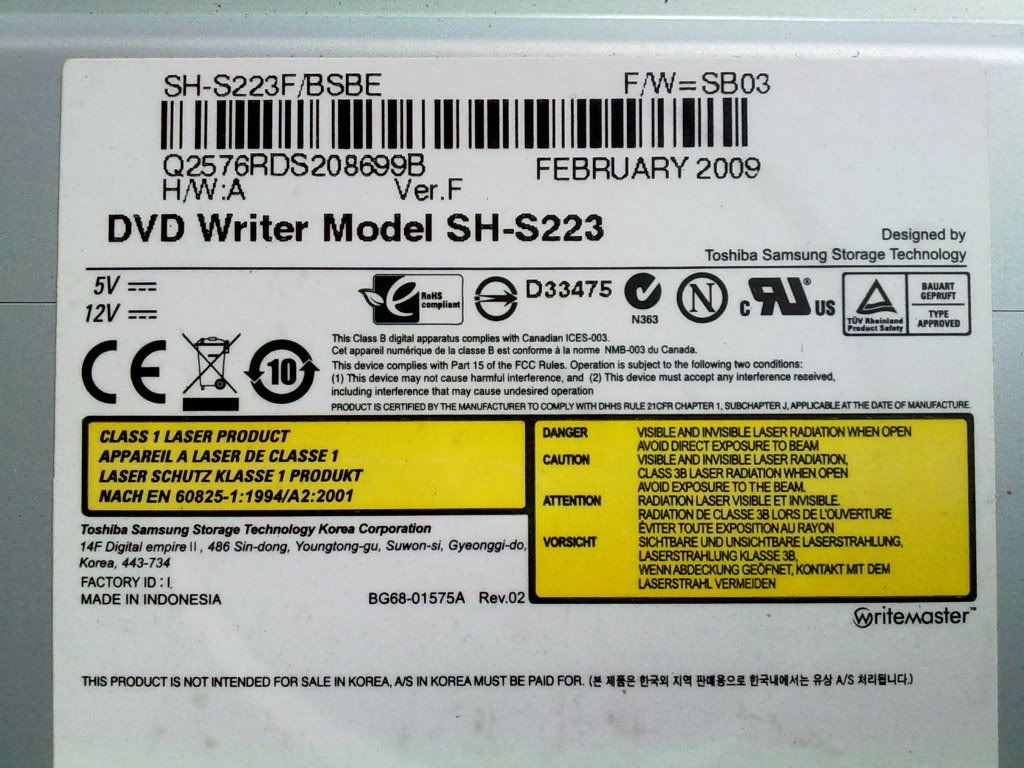 SH-S223F/BSBE F/W=SB03
Q2576RDS208699B FEBRUARY 2009
H/W:A Ver.F
DVD Writer Model SH-S223
Designed by
Toshiba Samsung Storage Technology
5V
12V
RoHS
compliant
D33475
N363
N
c RU US
TÜV Rheinland
Product Safety
BAUART
GEPRUFT
TYPE
APPROVED
CE
10
This Class B digital apparatus complies with Canadian ICES-003.
Cet appareil numérique de la classe B est conforme à la norme NMB-003 du Canada.
This device complies with Part 15 of the FCC Rules. Operation is subject to the following two conditions:
(1) This device may not cause harmful interference, and (2) This device must accept any interference received,
including interference that may cause undesired operation
PRODUCT IS CERTIFIED BY THE MANUFACTURER TO COMPLY WITH DHHS RULE 21CFR CHAPTER 1, SUBCHAPTER J, APPLICABLE AT THE DATE OF MANUFACTURE.
CLASS 1 LASER PRODUCT
APPAREIL A LASER DE CLASSE 1
LASER SCHUTZ KLASSE 1 PRODUKT
NACH EN 60825-1:1994/A2:2001
DANGER VISIBLE AND INVISIBLE LASER RADIATION WHEN OPEN
AVOID DIRECT EXPOSURE TO BEAM
CAUTION VISIBLE AND INVISIBLE LASER RADIATION,
CLASS 3B LASER RADIATION WHEN OPEN
AVOID EXPOSURE TO THE BEAM.
ATTENTION RADIATION LASER VISIBLE ET INVISIBLE.
RADIATION DE CLASSE 3B LORS DE L'OUVERTURE
ÉVITER TOUTE EXPOSITION AU RAYON
VORSICHT SICHTBARE UND UNSICHTBARE LASERSTRAHLUNG,
LASERSTRAHLUNG KLASSE 3B,
WENN ABDECKUNG GEÖFNET, KONTAKT MIT DEM
LASERSTRAHL VERMEIDEN
Toshiba Samsung Storage Technology Korea Corporation
14F Digital empire II, 486 Sin-dong, Youngtong-gu, Suwon-si, Gyeonggi-do,
Korea, 443-734
FACTORY ID : I,
MADE IN INDONESIA BG68-01575A Rev.02
Writemaster™
THIS PRODUCT IS NOT INTENDED FOR SALE IN KOREA, A/S IN KOREA MUST BE PAID FOR. (본 제품은 한국외 지역 판매용으로 한국내에서는 유상 A/S 처리됩니다.)